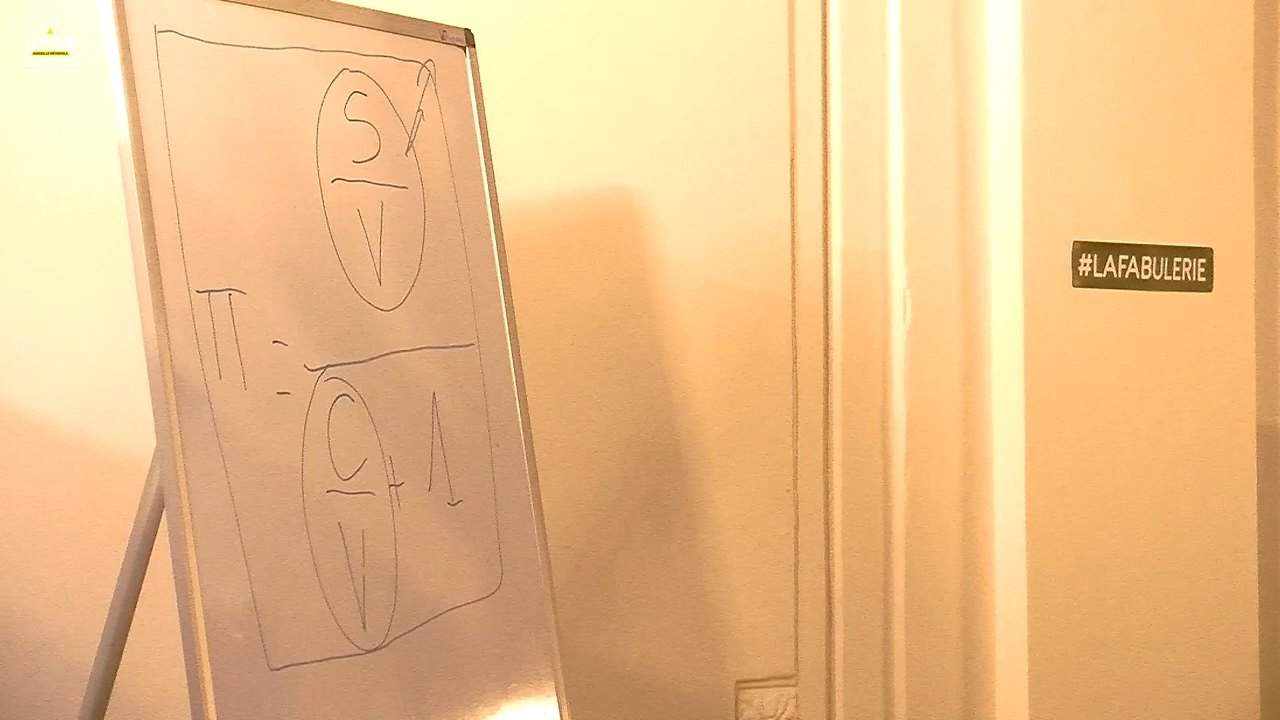 S
V
π =
C
V
+ 1
#LAFABULERIE